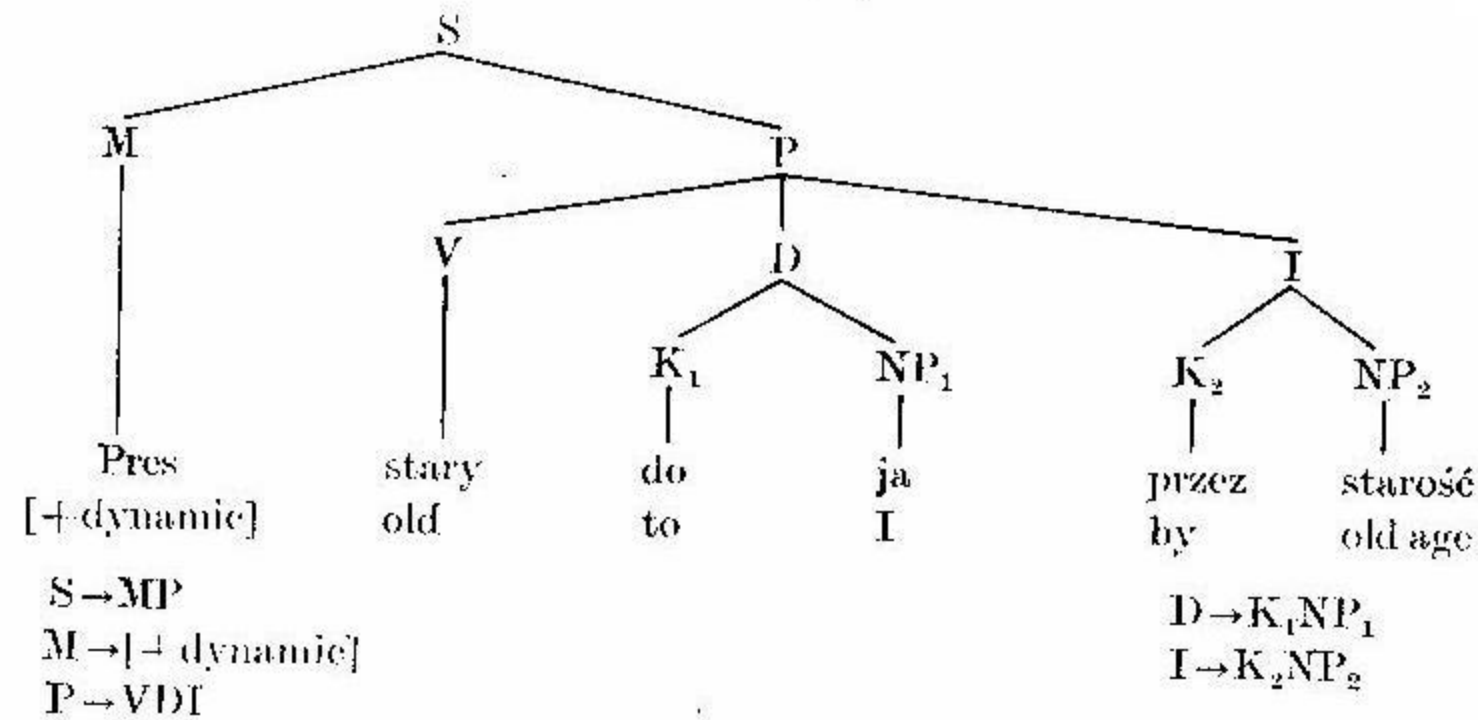 S
M P
V D I
K₁ NP₁ K₂ NP₂
Pres stary do ja przez starość
[+dynamic] old to I by old age
S→MP
M→[+ dynamic]
P→VDI
D→K₁NP₁
I→K₂NP₂